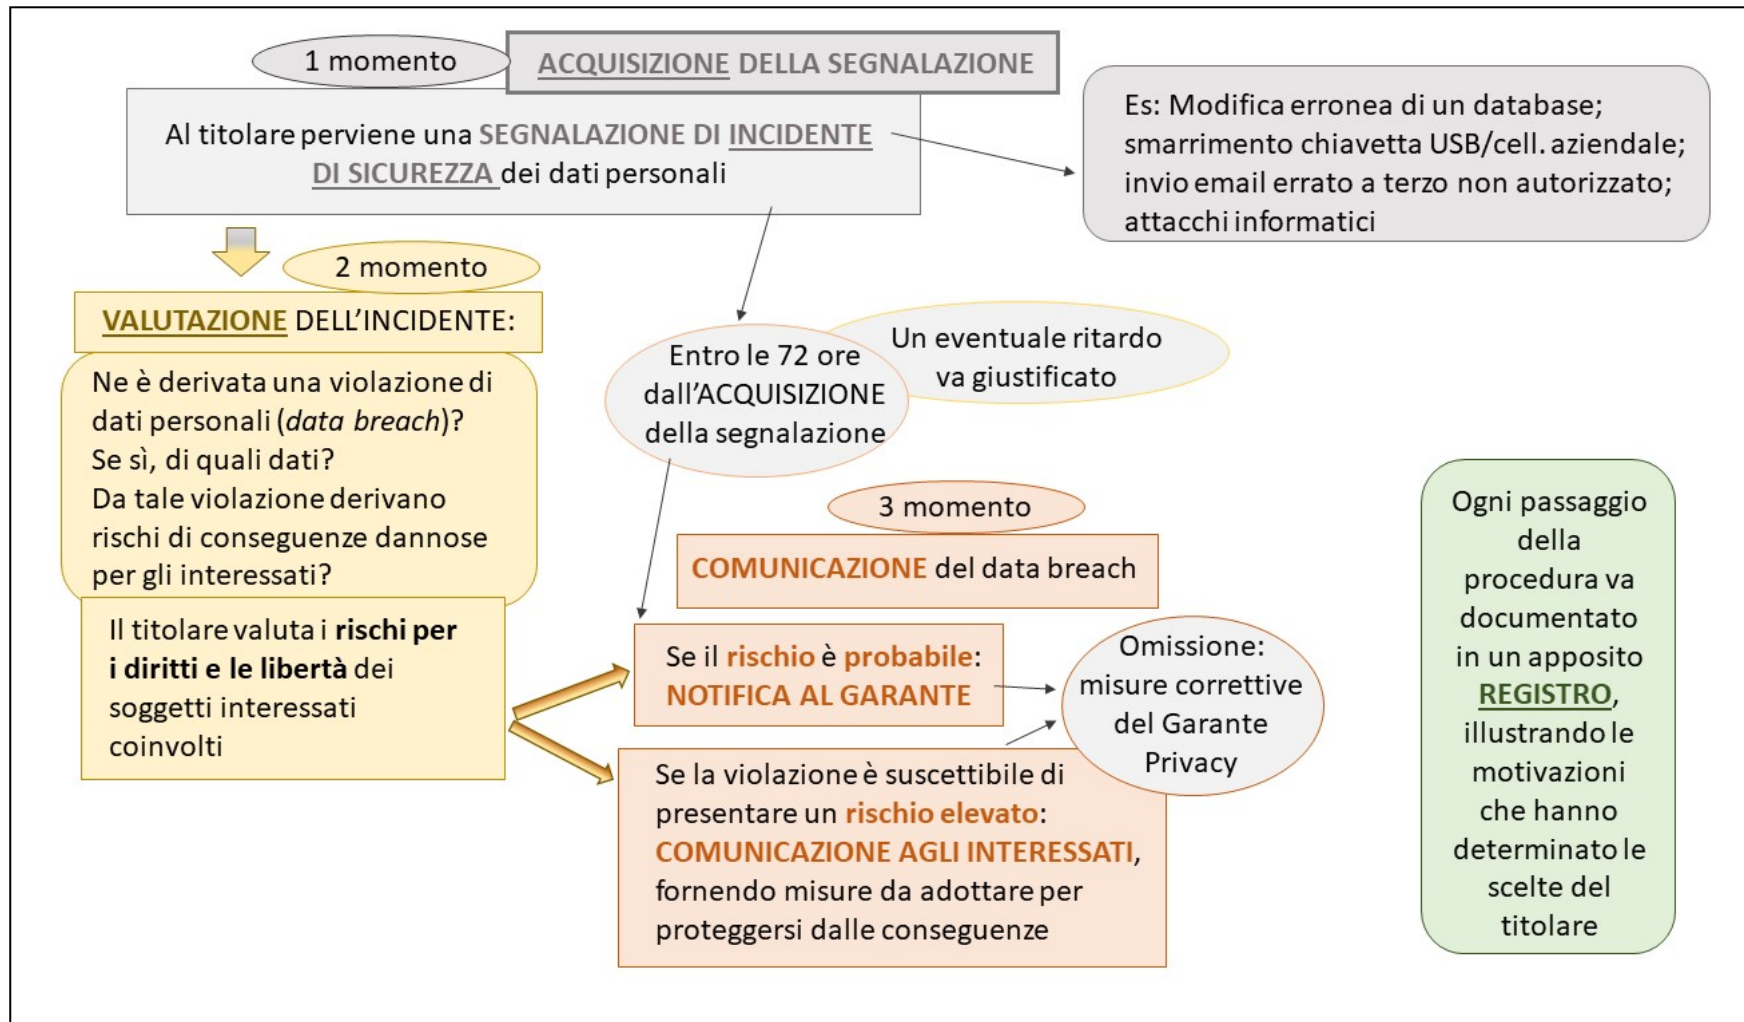 1 momento
ACQUISIZIONE DELLA SEGNALAZIONE
Al titolare perviene una SEGNALAZIONE DI INCIDENTE
DI SICUREZZA dei dati personali
Es: Modifica erronea di un database;
smarrimento chiavetta USB/cell. aziendale;
invio email errato a terzo non autorizzato;
attacchi informatici
2 momento
VALUTAZIONE DELL’INCIDENTE:
Ne è derivata una violazione di
dati personali (data breach)?
Se sì, di quali dati?
Da tale violazione derivano
rischi di conseguenze dannose
per gli interessati?
Il titolare valuta i rischi per
i diritti e le libertà dei
soggetti interessati
coinvolti
Entro le 72 ore
dall’ACQUISIZIONE
della segnalazione
Un eventuale ritardo
va giustificato
3 momento
COMUNICAZIONE del data breach
Se il rischio è probabile:
NOTIFICA AL GARANTE
Omissione:
misure correttive
del Garante
Privacy
Se la violazione è suscettibile di
presentare un rischio elevato:
COMUNICAZIONE AGLI INTERESSATI,
fornendo misure da adottare per
proteggersi dalle conseguenze
Ogni passaggio
della
procedura va
documentato
in un apposito
REGISTRO,
illustrando le
motivazioni
che hanno
determinato le
scelte del
titolare